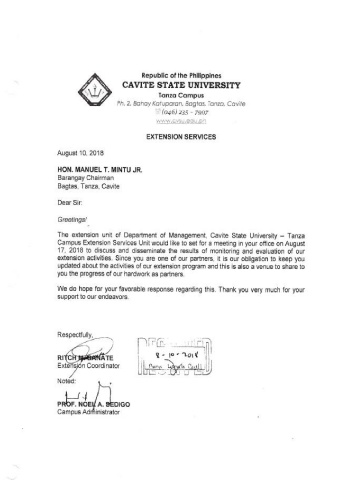 Republic of the Philippines
CAVITE STATE UNIVERSITY
Tanza Campus
Ph. 2, Bahay Katuparan, Bagtas, Tanza, Cavite
(046) 235 – 7907
www.cvsu.edu.ph
EXTENSION SERVICES
August 10, 2018
HON. MANUEL T. MINTU JR.
Barangay Chairman
Bagtas, Tanza, Cavite
Dear Sir:
Greetings!
The extension unit of Department of Management, Cavite State University – Tanza
Campus Extension Services Unit would like to set for a meeting in your office on August
17, 2018 to discuss and disseminate the results of monitoring and evaluation of our
extension activities. Since you are one of our partners, it is our obligation to keep you
updated about the activities of our extension program and this is also a venue to share to
you the progress of our hardwork as partners.
We do hope for your favorable response regarding this. Thank you very much for your
support to our endeavors.
Respectfully,
RITCH
Extension Coordinator
8-10-2018
Noted:
PROF. NOEL A. SEDIGO
Campus Administrator